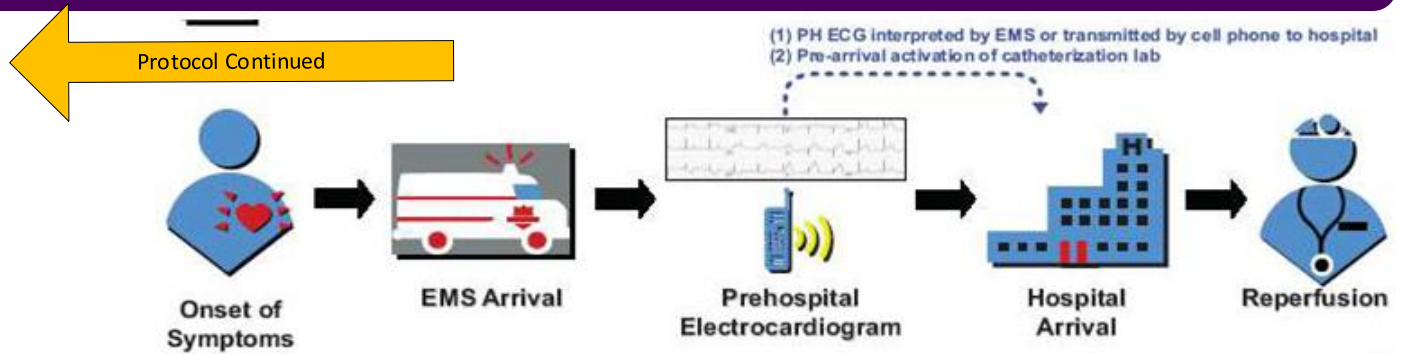 Protocol Continued
(1) PH ECG interpreted by EMS or transmitted by cell phone to hospital
(2) Pre-arrival activation of catheterization lab
H
Onset of
Symptoms
EMS Arrival
Prehospital
Electrocardiogram
Hospital
Arrival
Reperfusion